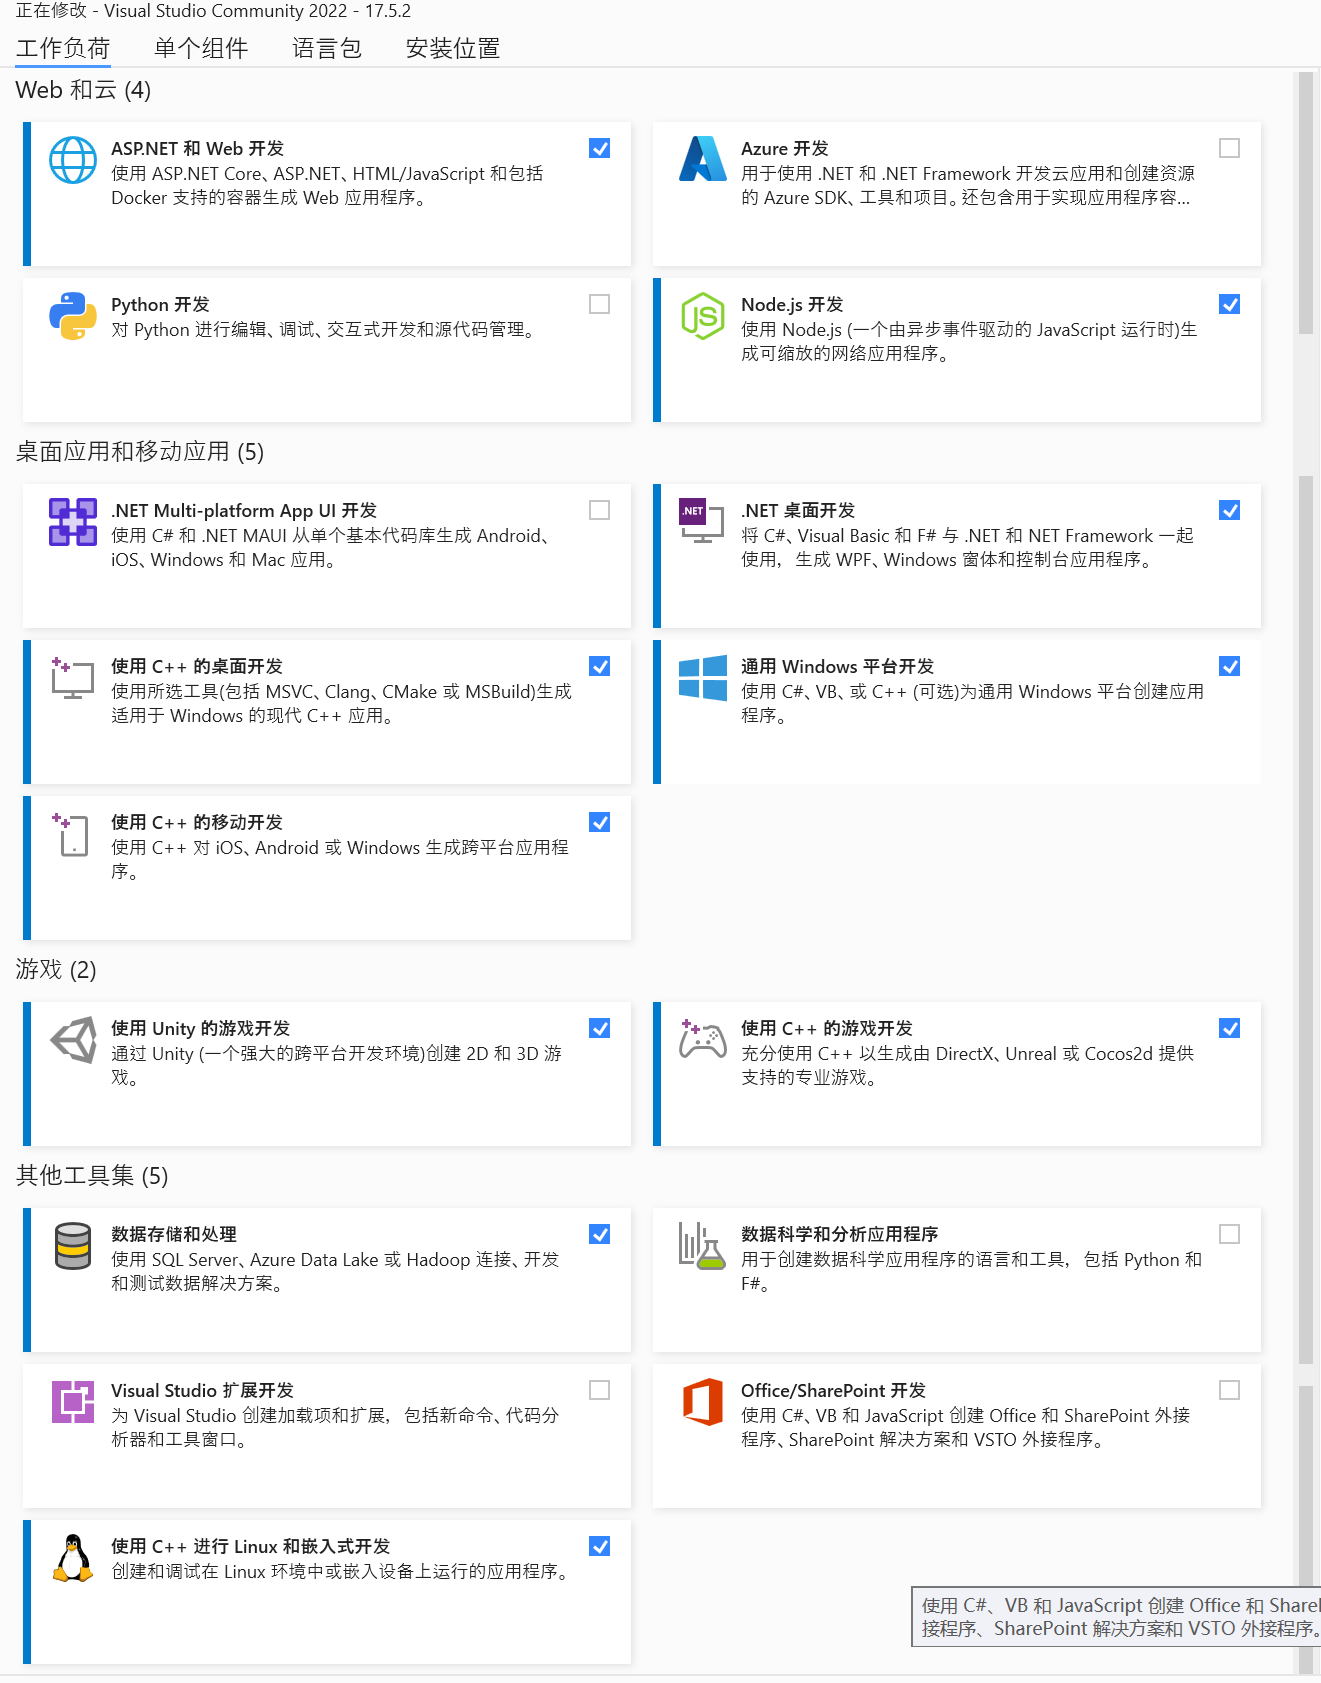 正在修改 - Visual Studio Community 2022 - 17.5.2
工作负荷 单个组件 语言包 安装位置
Web 和云 (4)
ASP.NET 和 Web 开发
使用 ASP.NET Core、ASP.NET、HTML/JavaScript 和包括
Docker 支持的容器生成 Web 应用程序。
Azure 开发
用于使用 .NET 和 .NET Framework 开发云应用和创建资源
的 Azure SDK、工具和项目。还包含用于实现应用程序容...
Python 开发
对 Python 进行编辑、调试、交互式开发和源代码管理。
Node.js 开发
使用 Node.js (一个由异步事件驱动的 JavaScript 运行时)生
成可缩放的网络应用程序。
JS
桌面应用和移动应用 (5)
.NET Multi-platform App UI 开发
使用 C# 和 .NET MAUI 从单个基本代码库生成 Android、
iOS、Windows 和 Mac 应用。
.NET
.NET 桌面开发
将 C#、Visual Basic 和 F# 与 .NET 和 NET Framework 一起
使用，生成 WPF、Windows 窗体和控制台应用程序。
使用 C++ 的桌面开发
使用所选工具(包括 MSVC、Clang、CMake 或 MSBuild)生成
适用于 Windows 的现代 C++ 应用。
通用 Windows 平台开发
使用 C#、VB、或 C++ (可选)为通用 Windows 平台创建应用
程序。
使用 C++ 的移动开发
使用 C++ 对 iOS、Android 或 Windows 生成跨平台应用程
序。
游戏 (2)
使用 Unity 的游戏开发
通过 Unity (一个强大的跨平台开发环境)创建 2D 和 3D 游
戏。
使用 C++ 的游戏开发
充分使用 C++ 以生成由 DirectX、Unreal 或 Cocos2d 提供
支持的专业游戏。
其他工具集 (5)
数据存储和处理
使用 SQL Server、Azure Data Lake 或 Hadoop 连接、开发
和测试数据解决方案。
数据科学和分析应用程序
用于创建数据科学应用程序的语言和工具，包括 Python 和
F#。
Visual Studio 扩展开发
为 Visual Studio 创建加载项和扩展，包括新命令、代码分
析器和工具窗口。
Office/SharePoint 开发
使用 C#、VB 和 JavaScript 创建 Office 和 SharePoint 外接
程序、SharePoint 解决方案和 VSTO 外接程序。
使用 C++ 进行 Linux 和嵌入式开发
创建和调试在 Linux 环境中或嵌入设备上运行的应用程序。
使用 C#、VB 和 JavaScript 创建 Office 和
接程序、SharePoint 解决方案和 VSTO 外接程序。